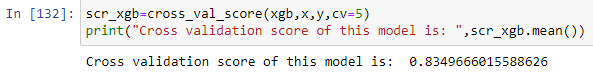 In [132]: scr_xgb=cross_val_score(xgb,x,y,cv=5)
print("Cross validation score of this model is: ",scr_xgb.mean())
Cross validation score of this model is:  0.8349666015588626